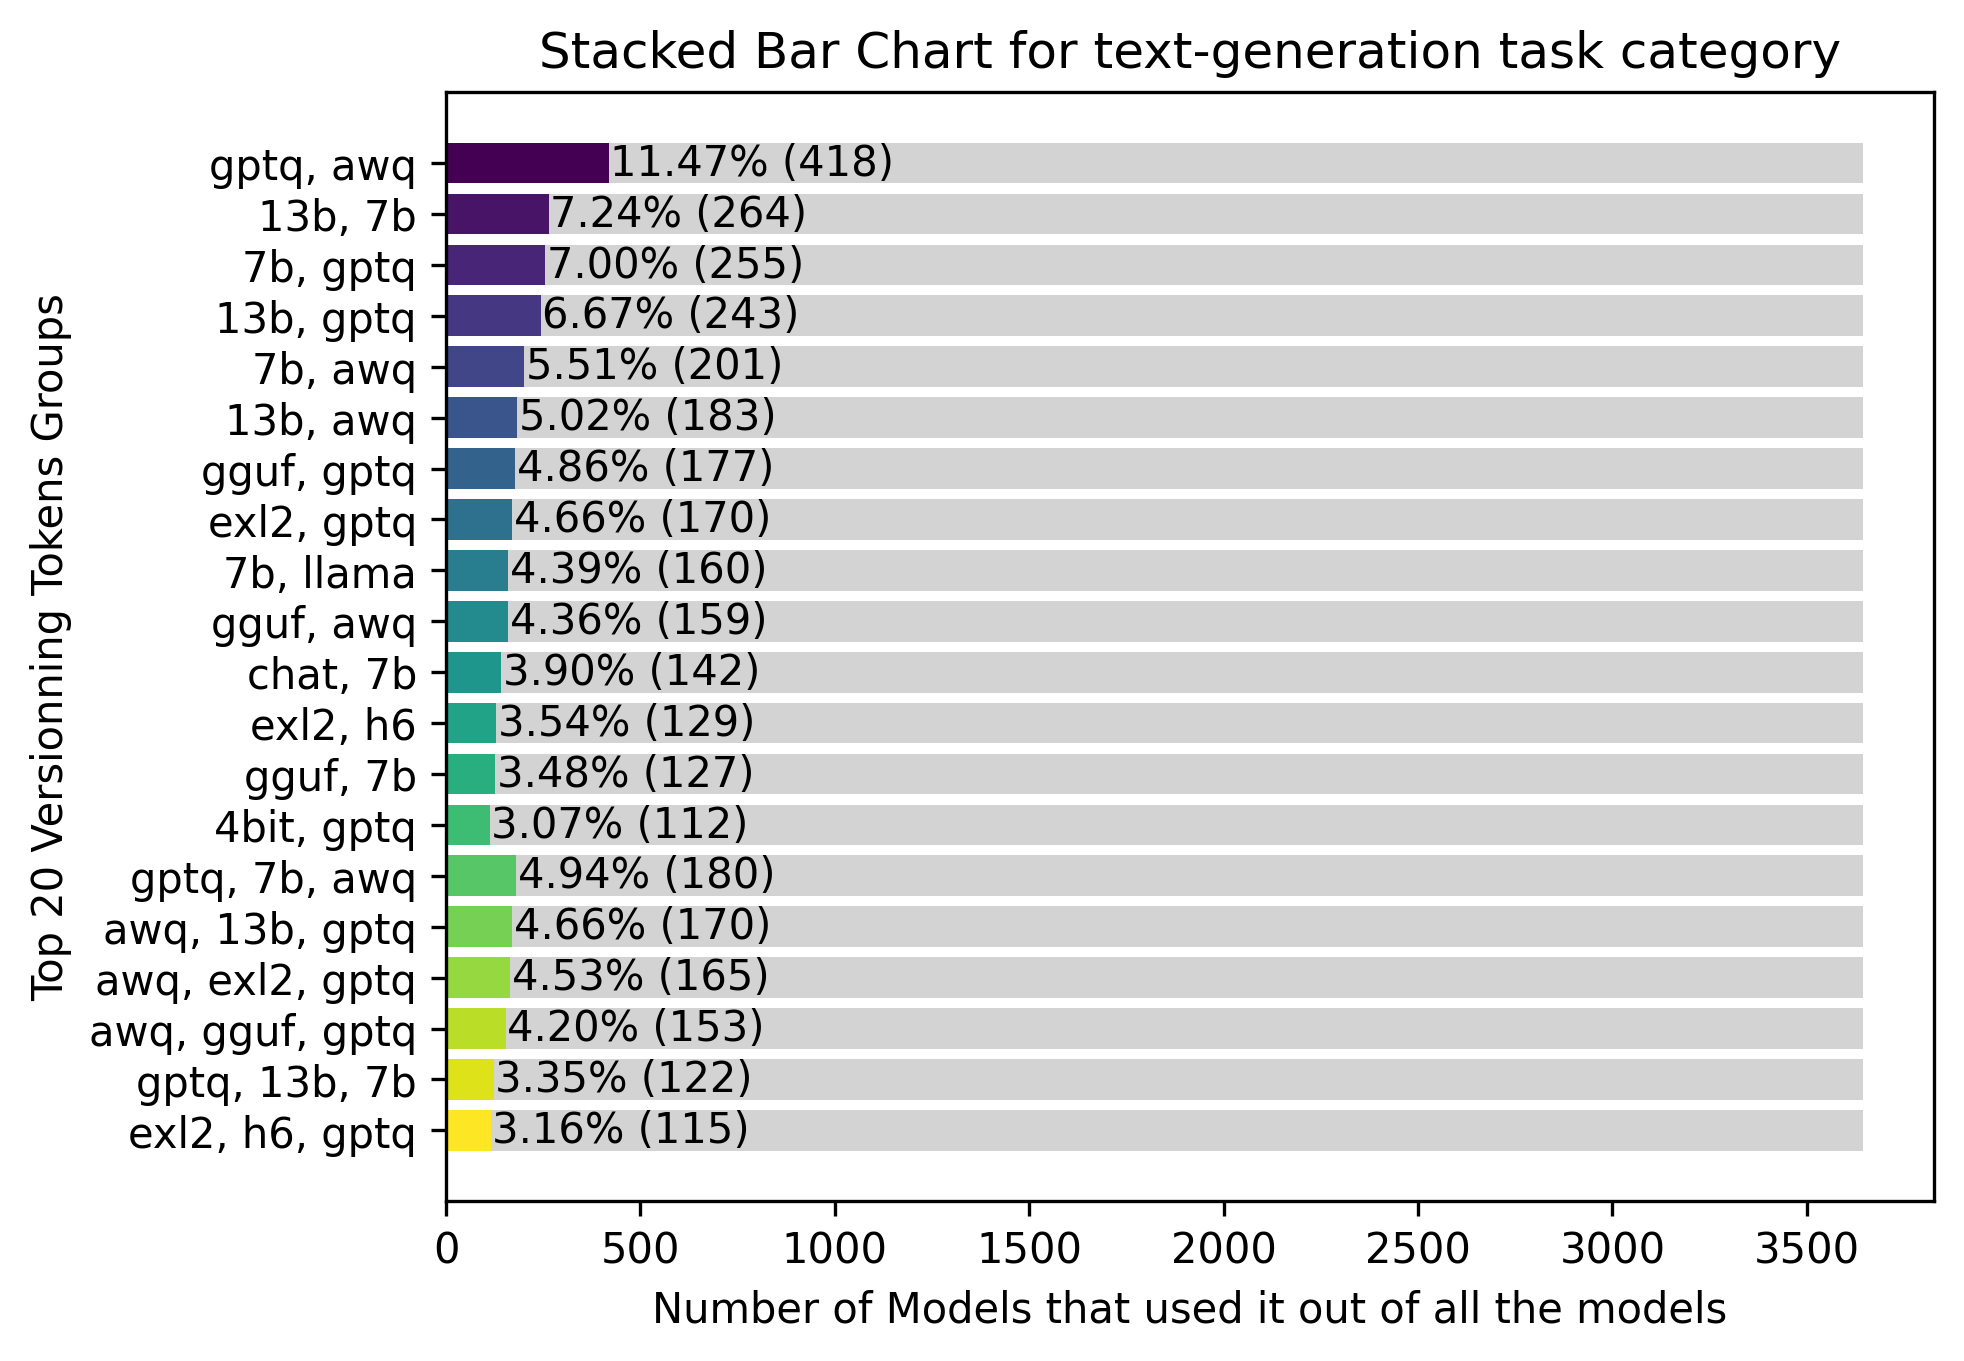 Stacked Bar Chart for text-generation task category
Top 20 Versionning Tokens Groups
gptq, awq 11.47% (418)
13b, 7b 7.24% (264)
7b, gptq 7.00% (255)
13b, gptq 6.67% (243)
7b, awq 5.51% (201)
13b, awq 5.02% (183)
gguf, gptq 4.86% (177)
exl2, gptq 4.66% (170)
7b, llama 4.39% (160)
gguf, awq 4.36% (159)
chat, 7b 3.90% (142)
exl2, h6 3.54% (129)
gguf, 7b 3.48% (127)
4bit, gptq 3.07% (112)
gptq, 7b, awq 4.94% (180)
awq, 13b, gptq 4.66% (170)
awq, exl2, gptq 4.53% (165)
awq, gguf, gptq 4.20% (153)
gptq, 13b, 7b 3.35% (122)
exl2, h6, gptq 3.16% (115)
0 500 1000 1500 2000 2500 3000 3500
Number of Models that used it out of all the models